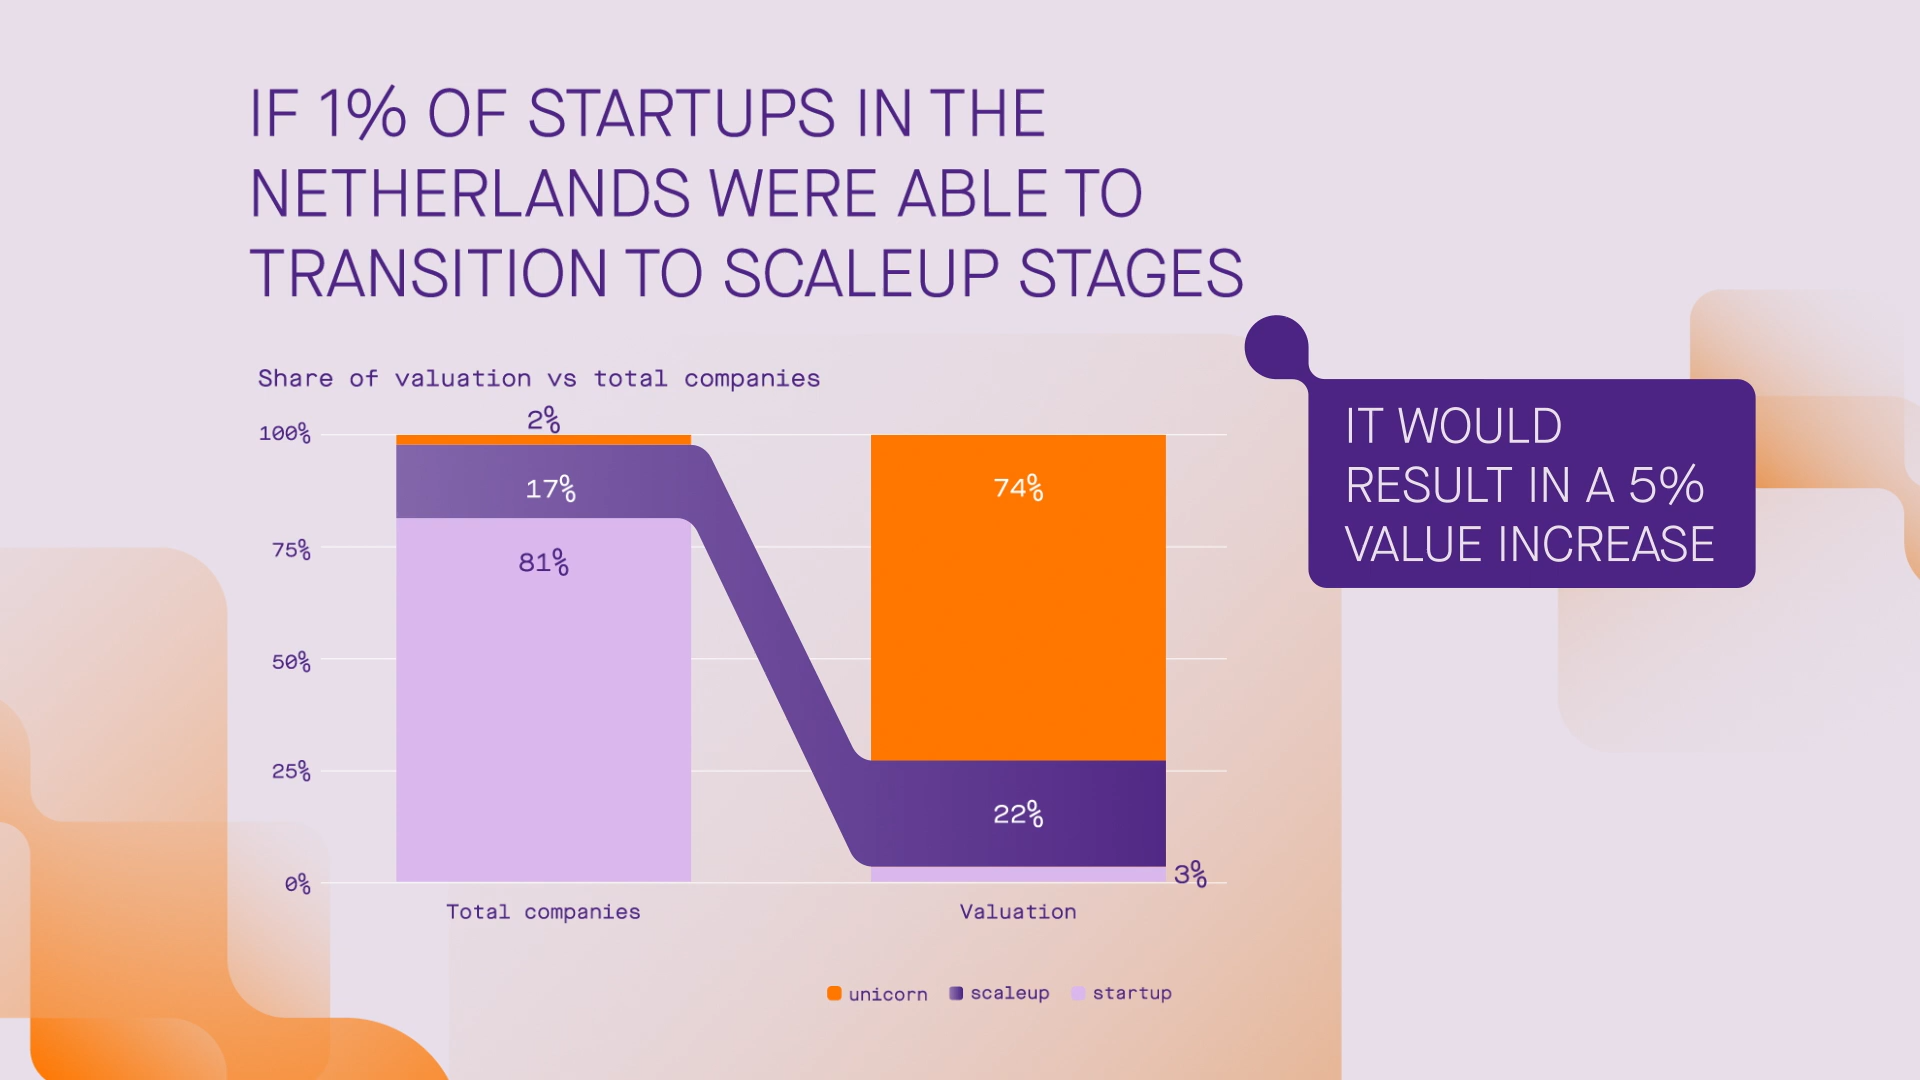 IF 1% OF STARTUPS IN THE
NETHERLANDS WERE ABLE TO
TRANSITION TO SCALEUP STAGES
IT WOULD
RESULT IN A 5%
VALUE INCREASE
Share of valuation vs total companies
100%
75%
50%
25%
0%
2%
17%
81%
74%
22%
3%
Total companies
Valuation
unicorn
scaleup
startup